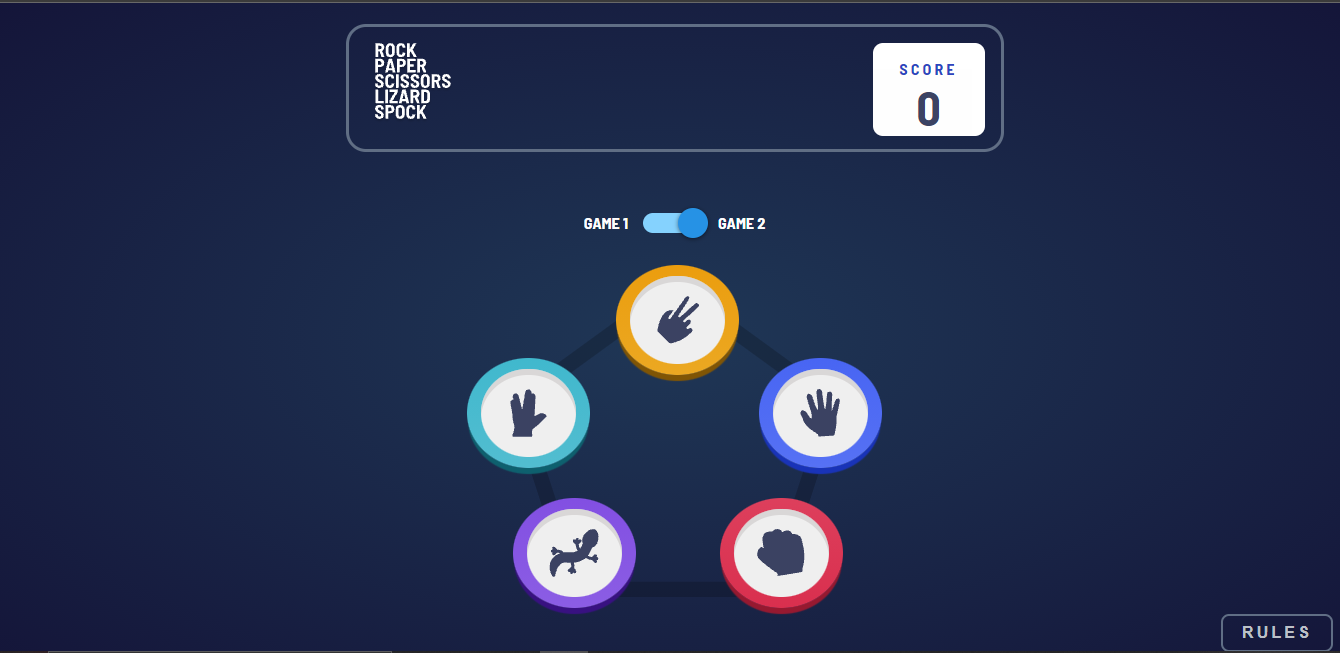 ROCK
PAPER
SCISSORS
LIZARD
SPOCK
SCORE
0
GAME 1
GAME 2
RULES